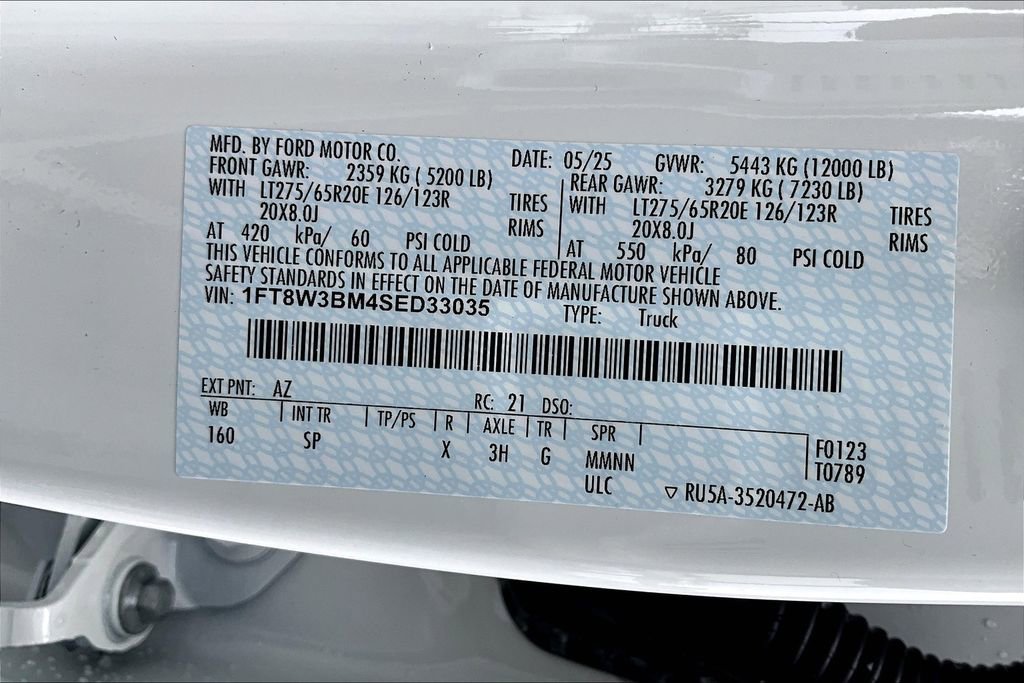 MFD. BY FORD MOTOR CO. DATE: 05/25 GVWR: 5443 KG (12000 LB)
FRONT GAWR: 2359 KG ( 5200 LB) REAR GAWR: 3279 KG ( 7230 LB)
WITH LT275/65R20E 126/123R TIRES WITH LT275/65R20E 126/123R TIRES
20X8.0J RIMS 20X8.0J RIMS
AT 420 kPa/ 60 PSI COLD AT 550 kPa/ 80 PSI COLD
THIS VEHICLE CONFORMS TO ALL APPLICABLE FEDERAL MOTOR VEHICLE
SAFETY STANDARDS IN EFFECT ON THE DATE OF MANUFACTURE SHOWN ABOVE.
VIN: 1FT8W3BM4SED33035 TYPE: Truck
EXT PNT: AZ RC: 21 DSO:
WB INT TR TP/PS R AXLE TR SPR F0123
160 SP X 3H G MMNN T0789
ULC RU5A-3520472-AB